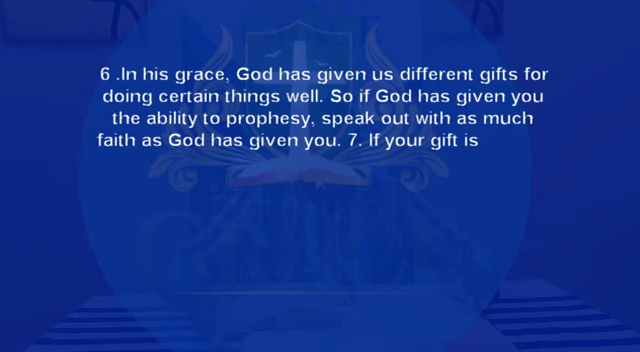 6 .In his grace, God has given us different gifts for
doing certain things well. So if God has given you
the ability to prophesy, speak out with as much
faith as God has given you. 7. If your gift is